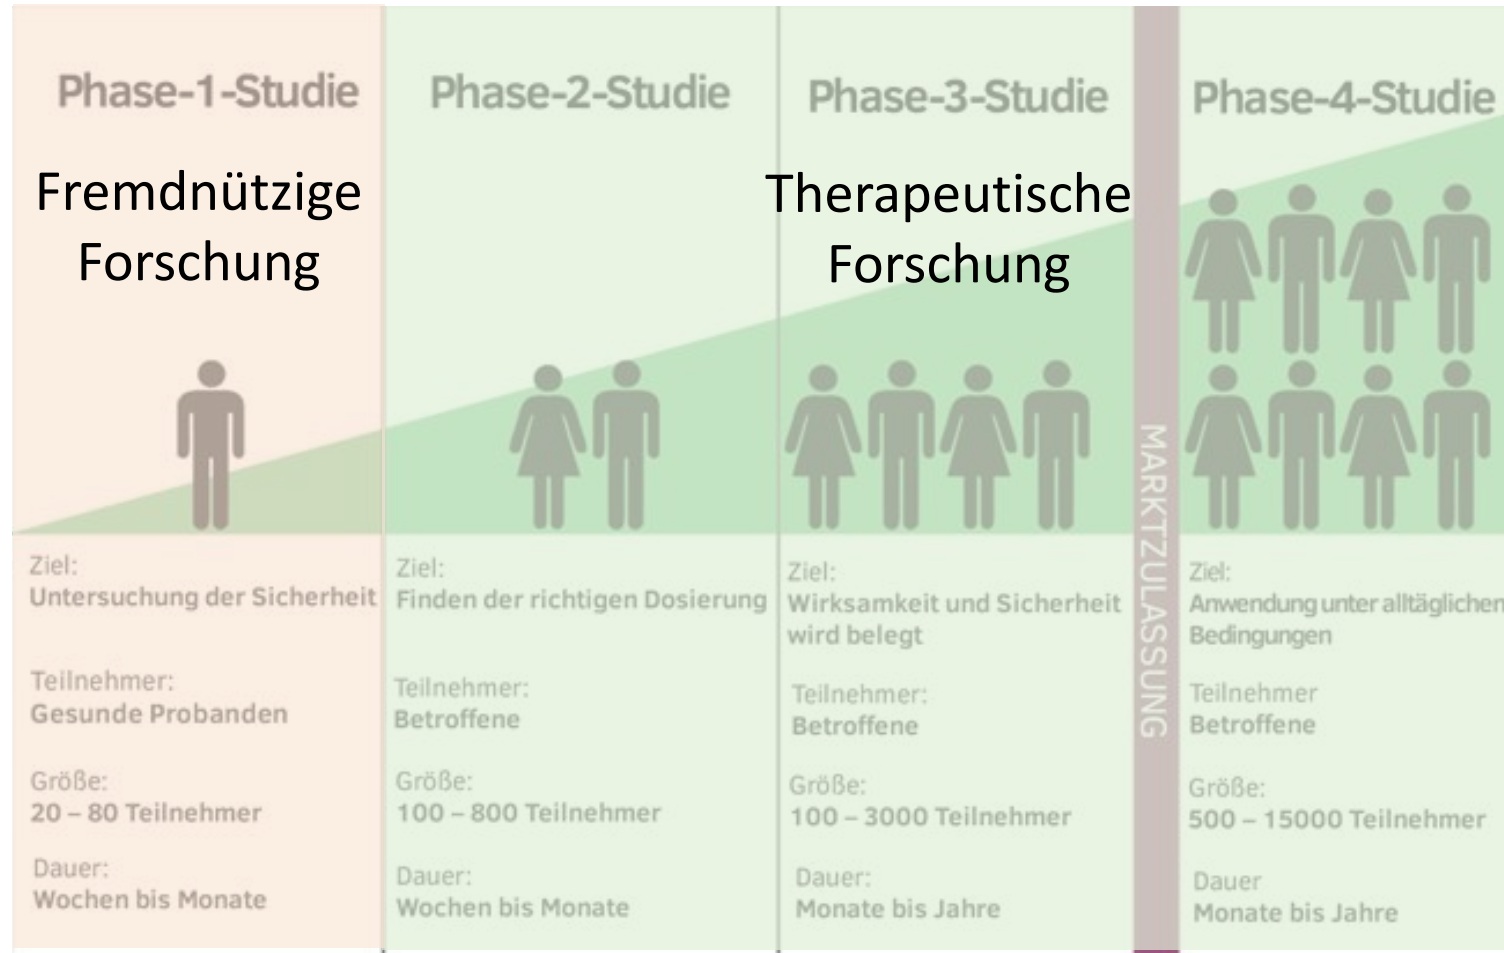 Phase-1-Studie
Fremdnützige
Forschung
Ziel:
Untersuchung der Sicherheit
Teilnehmer:
Gesunde Probanden
Größe:
20 – 80 Teilnehmer
Dauer:
Wochen bis Monate
Phase-2-Studie
Ziel:
Finden der richtigen Dosierung
Teilnehmer:
Betroffene
Größe:
100 – 800 Teilnehmer
Dauer:
Wochen bis Monate
Phase-3-Studie
Therapeutische
Forschung
Ziel:
Wirksamkeit und Sicherheit
wird belegt
Teilnehmer:
Betroffene
Größe:
100 – 3000 Teilnehmer
Dauer:
Monate bis Jahre
MARKTZULASSUNG
Phase-4-Studie
Ziel:
Anwendung unter alltäglichen
Bedingungen
Teilnehmer
Betroffene
Größe:
500 – 15000 Teilnehmer
Dauer
Monate bis Jahre